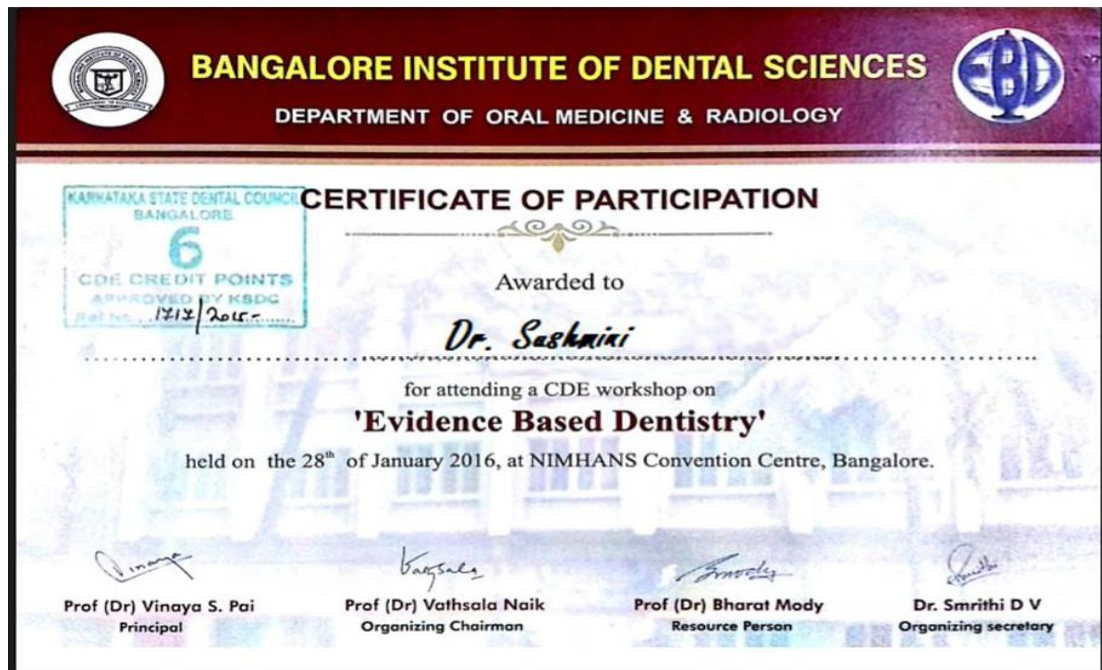 BANGALORE INSTITUTE OF DENTAL SCIENCES
DEPARTMENT OF ORAL MEDICINE & RADIOLOGY
EBD
KARNATAKA STATE DENTAL COUNCIL
BANGALORE
6
CDE CREDIT POINTS
APPROVED BY KSDC
Ref No.
CERTIFICATE OF PARTICIPATION
Awarded to
Dr. Sushmini
for attending a CDE workshop on
'Evidence Based Dentistry'
held on the 28th of January 2016, at NIMHANS Convention Centre, Bangalore.
Prof (Dr) Vinaya S. Pai
Principal
Prof (Dr) Vathsala Naik
Organizing Chairman
Prof (Dr) Bharat Mody
Resource Person
Dr. Smrithi D V
Organizing secretary